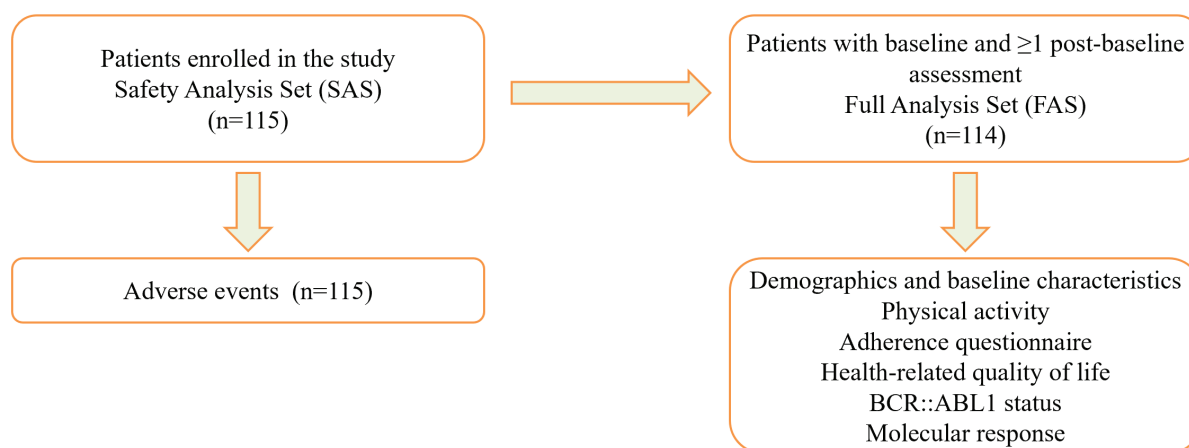 Patients enrolled in the study
Safety Analysis Set (SAS)
(n=115)
Patients with baseline and ≥1 post-baseline
assessment
Full Analysis Set (FAS)
(n=114)
Adverse events (n=115)
Demographics and baseline characteristics
Physical activity
Adherence questionnaire
Health-related quality of life
BCR::ABL1 status
Molecular response